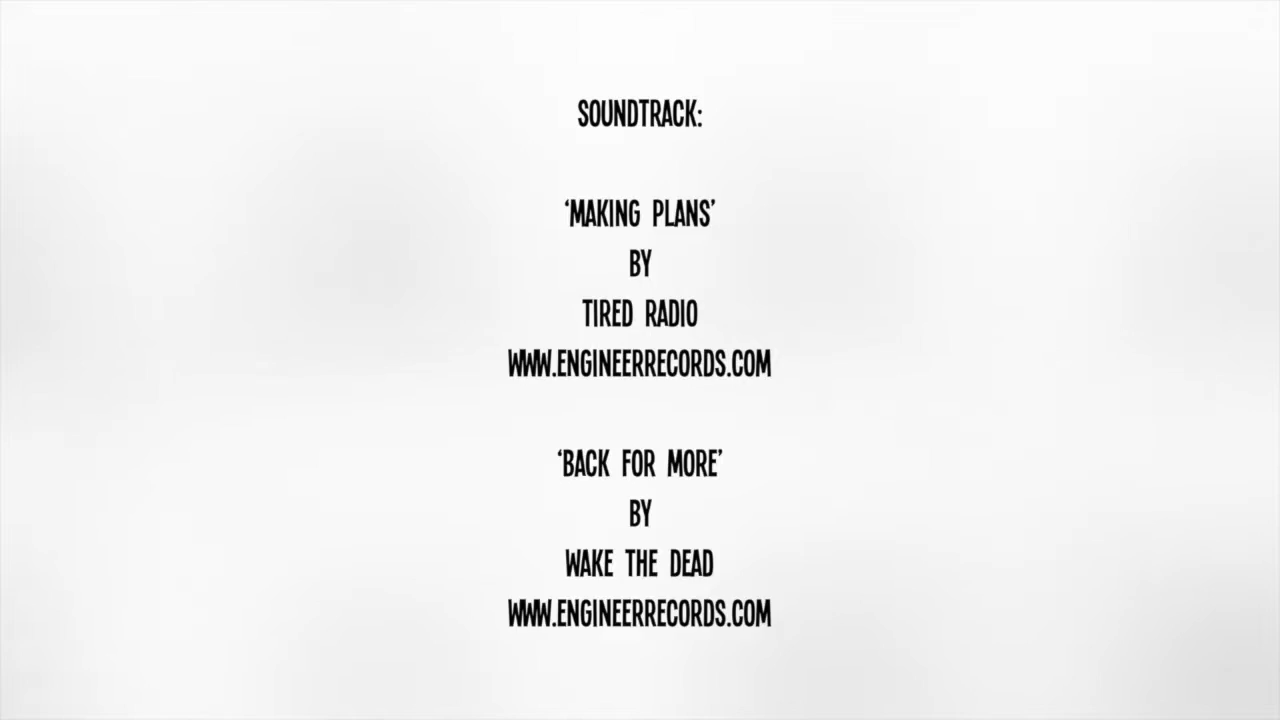 SOUNDTRACK:
‘MAKING PLANS’
BY
TIRED RADIO
WWW.ENGINEERRECORDS.COM
‘BACK FOR MORE’
BY
WAKE THE DEAD
WWW.ENGINEERRECORDS.COM